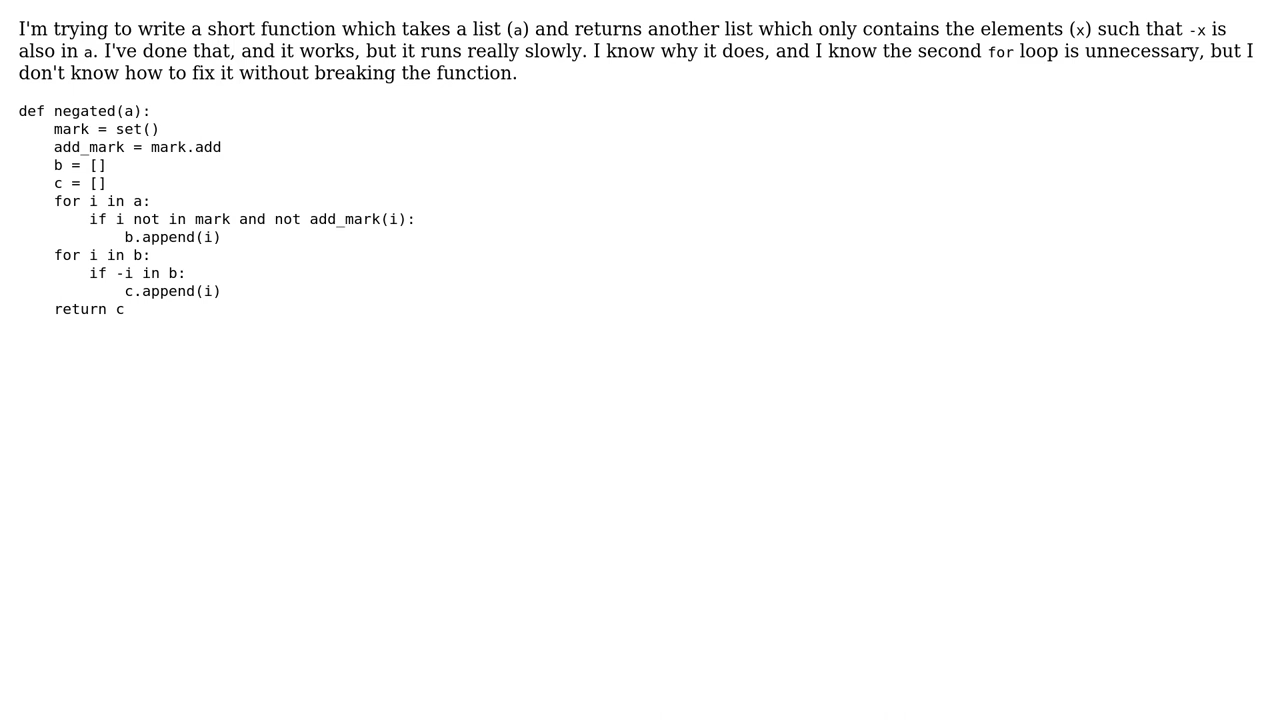 I'm trying to write a short function which takes a list (a) and returns another list which only contains the elements (x) such that -x is
also in a. I've done that, and it works, but it runs really slowly. I know why it does, and I know the second for loop is unnecessary, but I
don't know how to fix it without breaking the function.
def negated(a):
    mark = set()
    add_mark = mark.add
    b = []
    c = []
    for i in a:
        if i not in mark and not add_mark(i):
            b.append(i)
    for i in b:
        if -i in b:
            c.append(i)
    return c